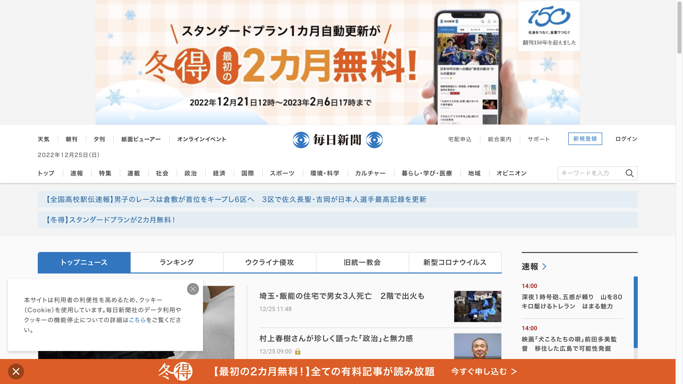 スタンダードプラン1カ月自動更新が
冬得 最初の 2カ月無料!
2022年12月21日12時~2023年2月6日17時まで
150
創刊150年を迎えました
天気 朝刊 夕刊 紙面ビューアー オンラインイベント
毎日新聞
宅配申込 総合案内 サポート 新規登録 ログイン
2022年12月25日(日)
トップ 速報 特集 連載 社会 政治 経済 国際 スポーツ 環境・科学 カルチャー 暮らし・学び・医療 地域 オピニオン
キーワードを入力
【全国高校駅伝速報】男子のレースは倉敷が首位をキープし6区へ 3区で佐久長聖・吉岡が日本人選手最高記録を更新
【冬得】スタンダードプランが2カ月無料!
トップニュース ランキング ウクライナ侵攻 旧統一教会 新型コロナウイルス
速報
14:00
深夜1時号砲、五感が頼り 山を80
キロ駆けるトレラン はまる魅力
14:00
映画「犬ころたちの唄」前田多美監
督 移住した広島で可能性発掘
埼玉・飯能の住宅で男女3人死亡 2階で出火も
12/25 11:48
村上春樹さんが珍しく語った「政治」と無力感
12/25 09:00
本サイトは利用者の利便性を高めるため、クッキー
(Cookie)を使用しています。毎日新聞社のデータ利用や
クッキーの機能停止についての詳細はこちらをご覧くださ
い。
冬得 【最初の2カ月無料!】全ての有料記事が読み放題 今すぐ申し込む >